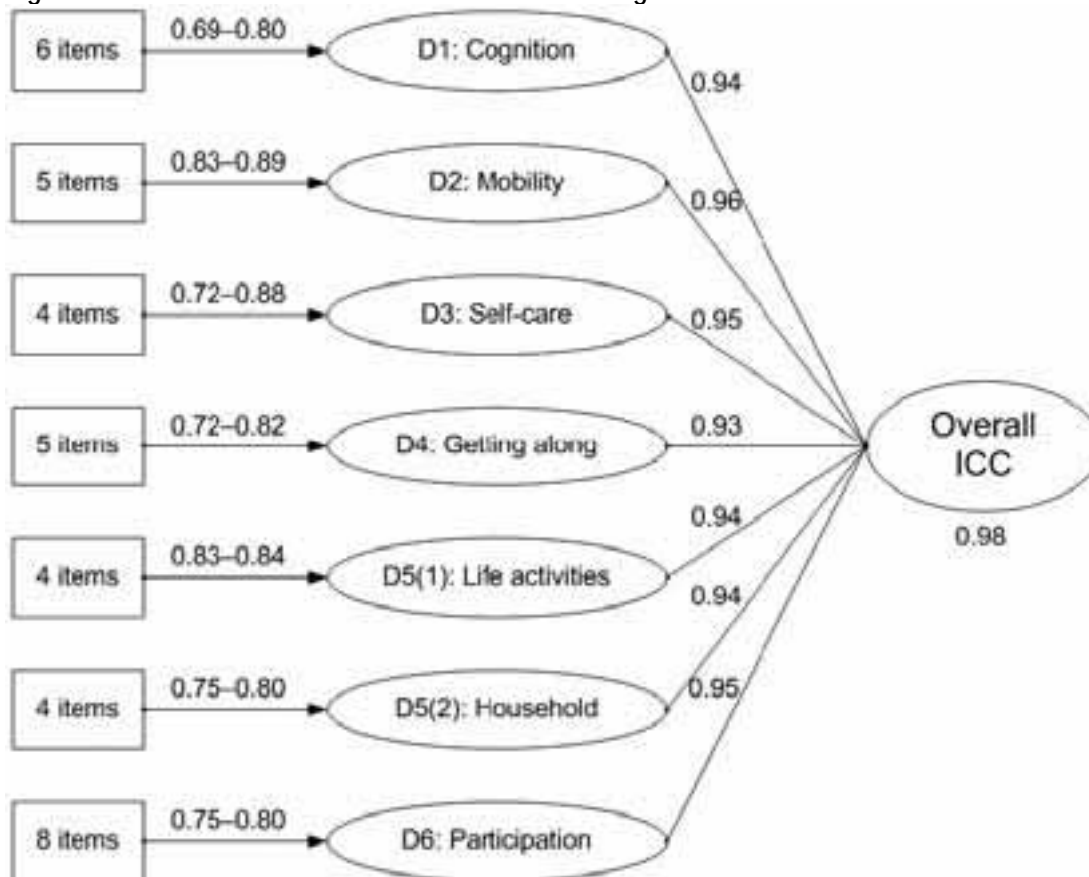 6 items
0.69–0.80
D1: Cognition
0.94
5 items
0.83–0.89
D2: Mobility
0.96
4 items
0.72–0.88
D3: Self-care
0.95
5 items
0.72–0.82
D4: Getting along
0.93
Overall
ICC
0.98
4 items
0.83–0.84
D5(1): Life activities
0.94
4 items
0.75–0.80
D5(2): Household
0.94
8 items
0.75–0.80
D6: Participation
0.95